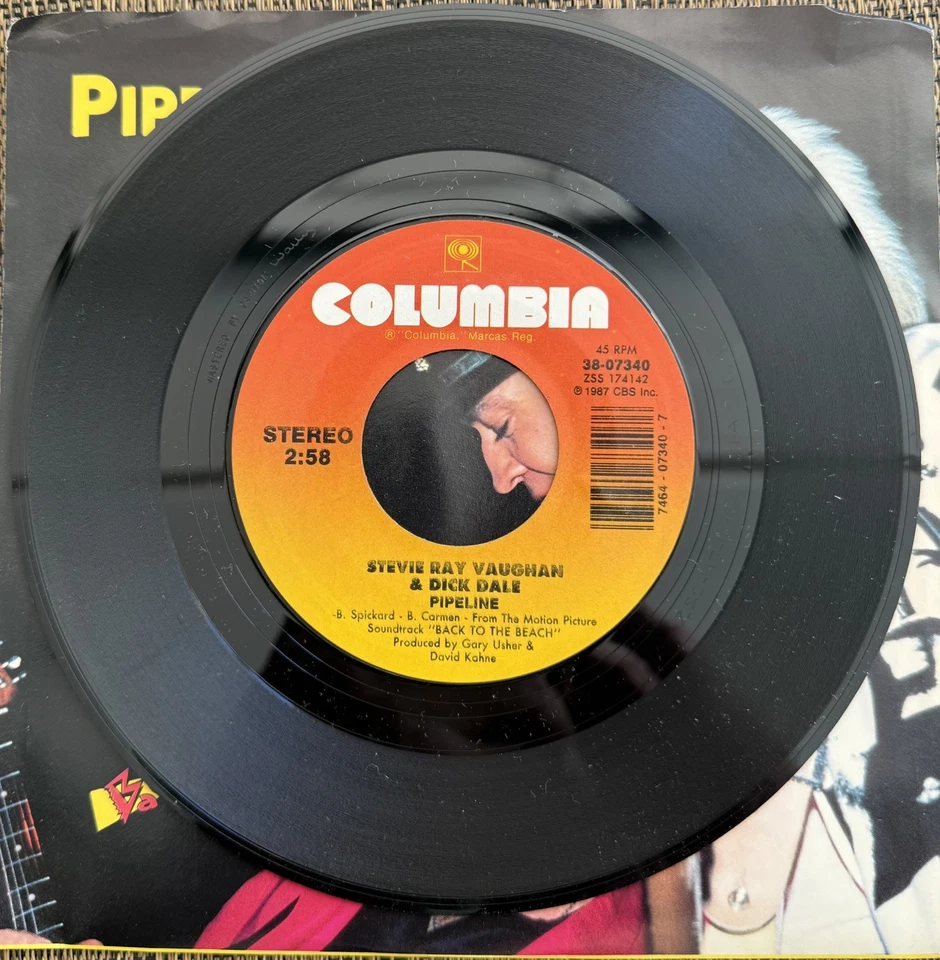 PIP
COLUMBIA
® "Columbia," Marcas Reg.
45 RPM
38-07340
ZSS 174142
℗ 1987 CBS Inc.
STEREO
2:58
7464 - 07340 - 7
STEVIE RAY VAUGHAN
& DICK DALE
PIPELINE
-B. Spickard - B. Carmen - From The Motion Picture
Soundtrack "BACK TO THE BEACH"
Produced by Gary Usher &
David Kahne
Ba